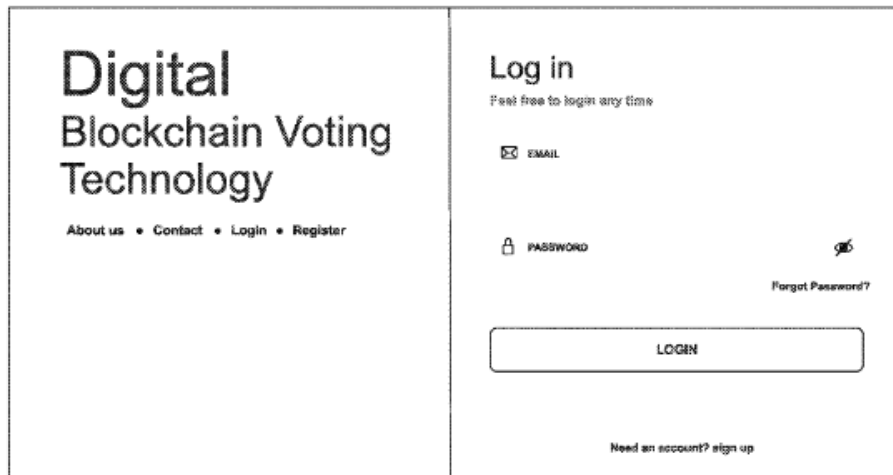 Digital
Blockchain Voting
Technology
About us • Contact • Login • Register
Log in
Feel free to login any time
EMAIL
PASSWORD
Forgot Password?
LOGIN
Need an account? sign up